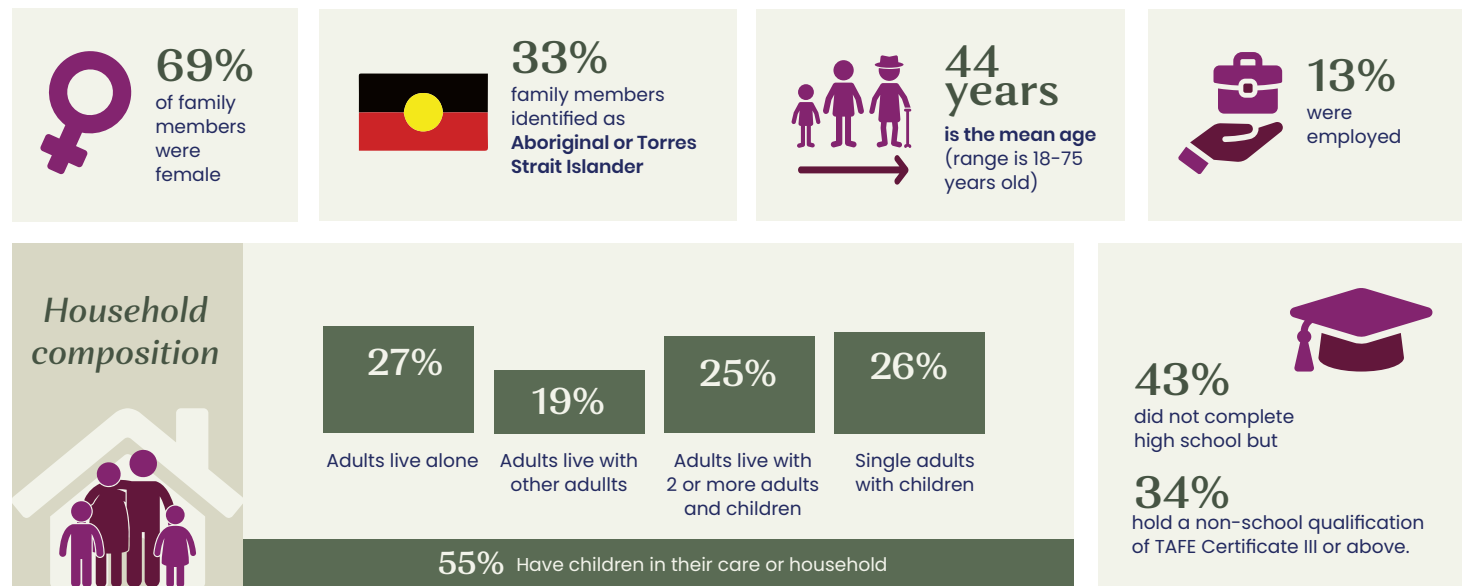 69%
of family
members
were
female
33%
family members
identified as
Aboriginal or Torres
Strait Islander
44
years
is the mean age
(range is 18-75
years old)
13%
were
employed
Household
composition
27%
Adults live alone
19%
Adults live with
other adullts
25%
Adults live with
2 or more adults
and children
26%
Single adults
with children
55% Have children in their care or household
43%
did not complete
high school but
34%
hold a non-school qualification
of TAFE Certificate III or above.